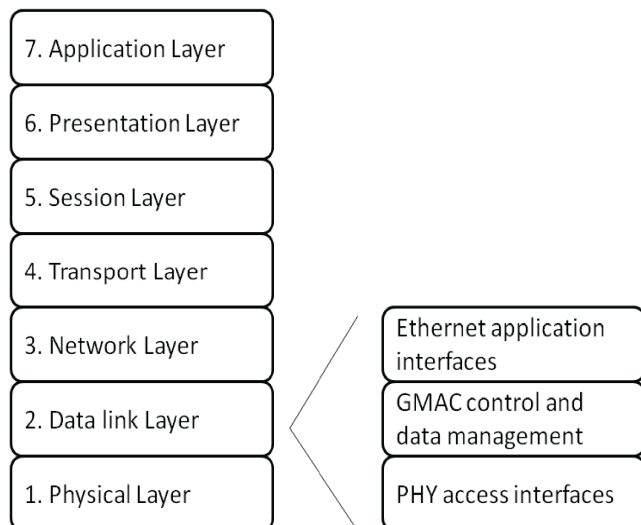 7. Application Layer
6. Presentation Layer
5. Session Layer
4. Transport Layer
3. Network Layer
2. Data link Layer
1. Physical Layer
Ethernet application
interfaces
GMAC control and
data management
PHY access interfaces